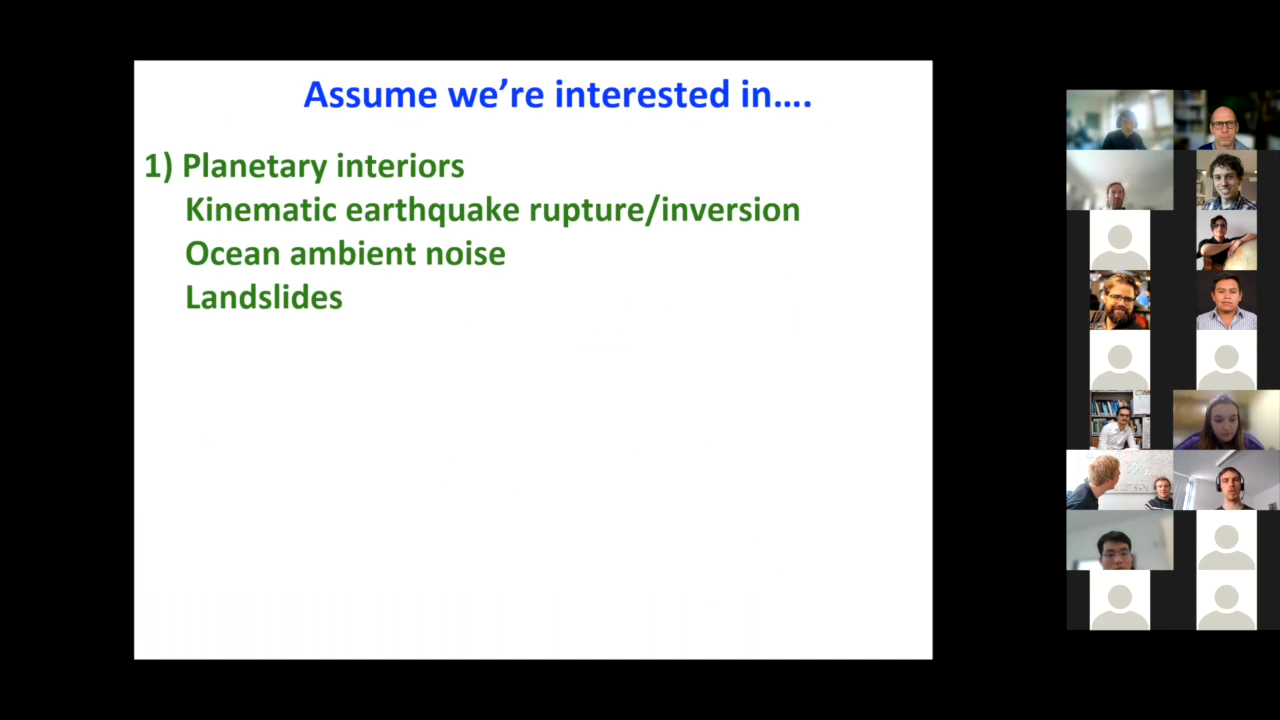 Assume we’re interested in….
1) Planetary interiors
Kinematic earthquake rupture/inversion
Ocean ambient noise
Landslides